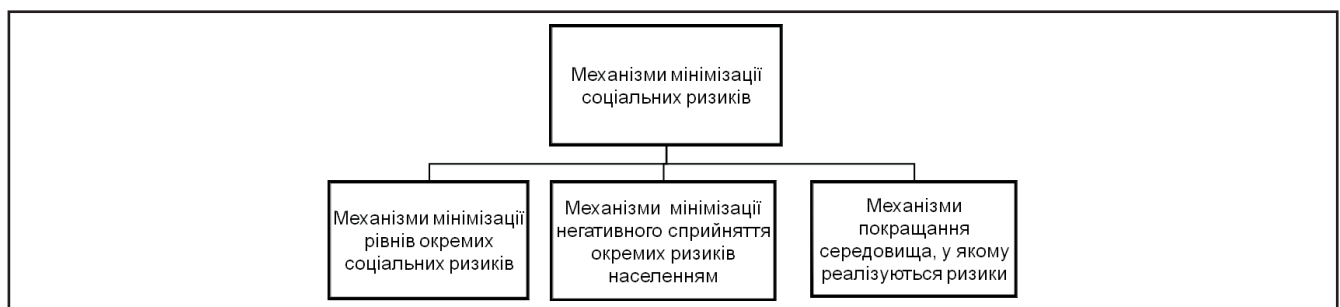 Механізми мінімізації
соціальних ризиків
Механізми мінімізації
рівнів окремих
соціальних ризиків
Механізми мінімізації
негативного сприйняття
окремих ризиків
населенням
Механізми
покращання
середовища, у якому
реалізуються ризики